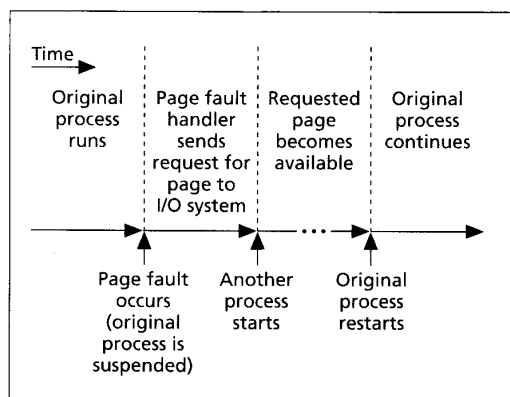 Time
Original
process
runs
Page fault
handler
sends
request for
page to
I/O system
Requested
page
becomes
available
Original
process
continues
Page fault
occurs
(original
process is
suspended)
Another
process
starts
Original
process
restarts